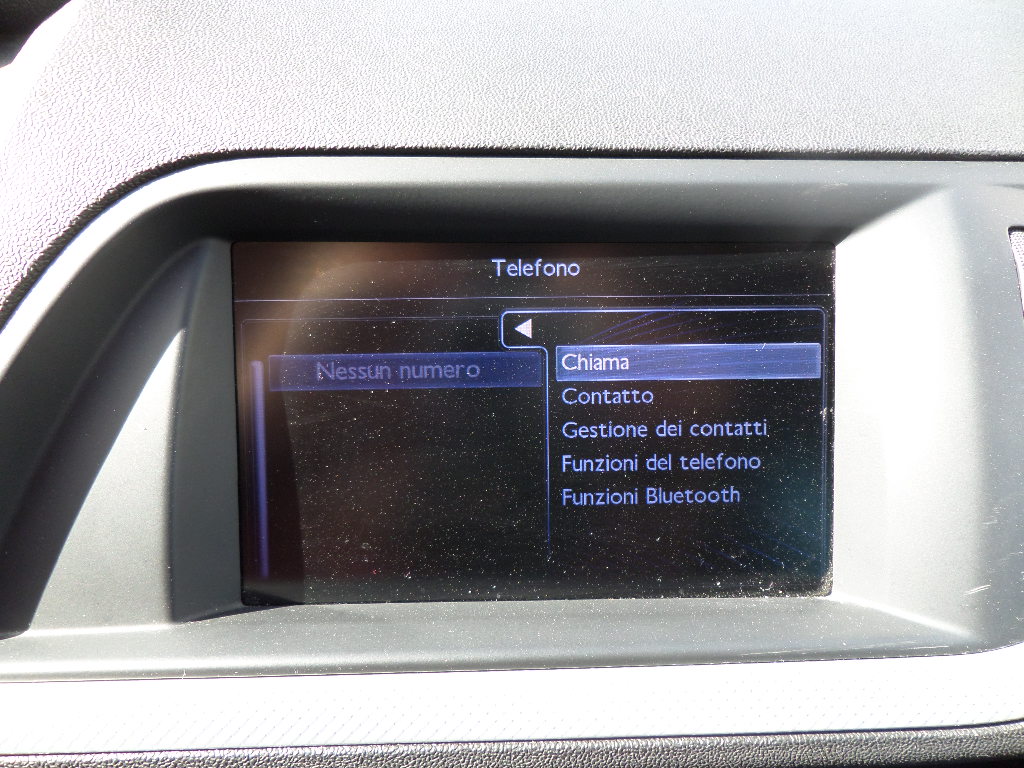 Telefono
Nessun numero
Chiama
Contatto
Gestione dei contatti
Funzioni del telefono
Funzioni Bluetooth